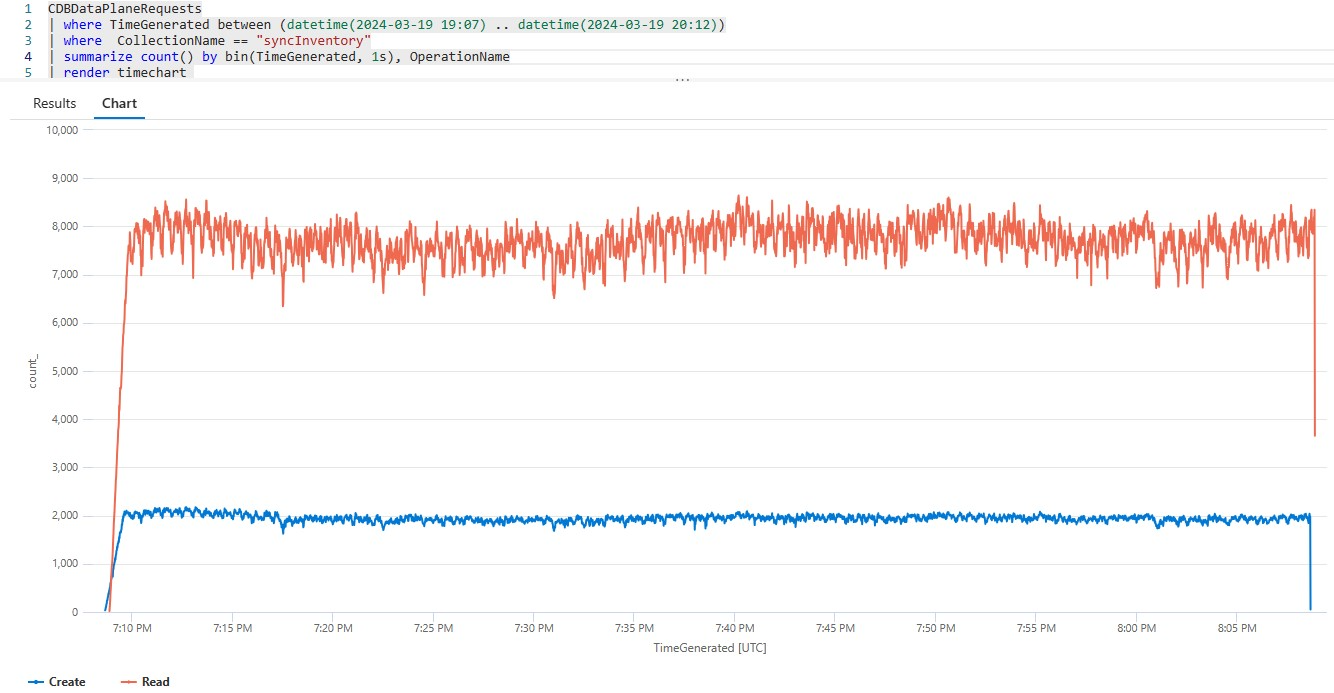 1 CDBDataPlaneRequests
2 | where TimeGenerated between (datetime(2024-03-19 19:07) .. datetime(2024-03-19 20:12))
3 | where  CollectionName == "syncInventory"
4 | summarize count() by bin(TimeGenerated, 1s), OperationName
5 | render timechart
...
Results Chart
10,000
9,000
8,000
7,000
6,000
5,000
4,000
3,000
2,000
1,000
0
count_
7:10 PM 7:15 PM 7:20 PM 7:25 PM 7:30 PM 7:35 PM 7:40 PM 7:45 PM 7:50 PM 7:55 PM 8:00 PM 8:05 PM
TimeGenerated [UTC]
Create Read